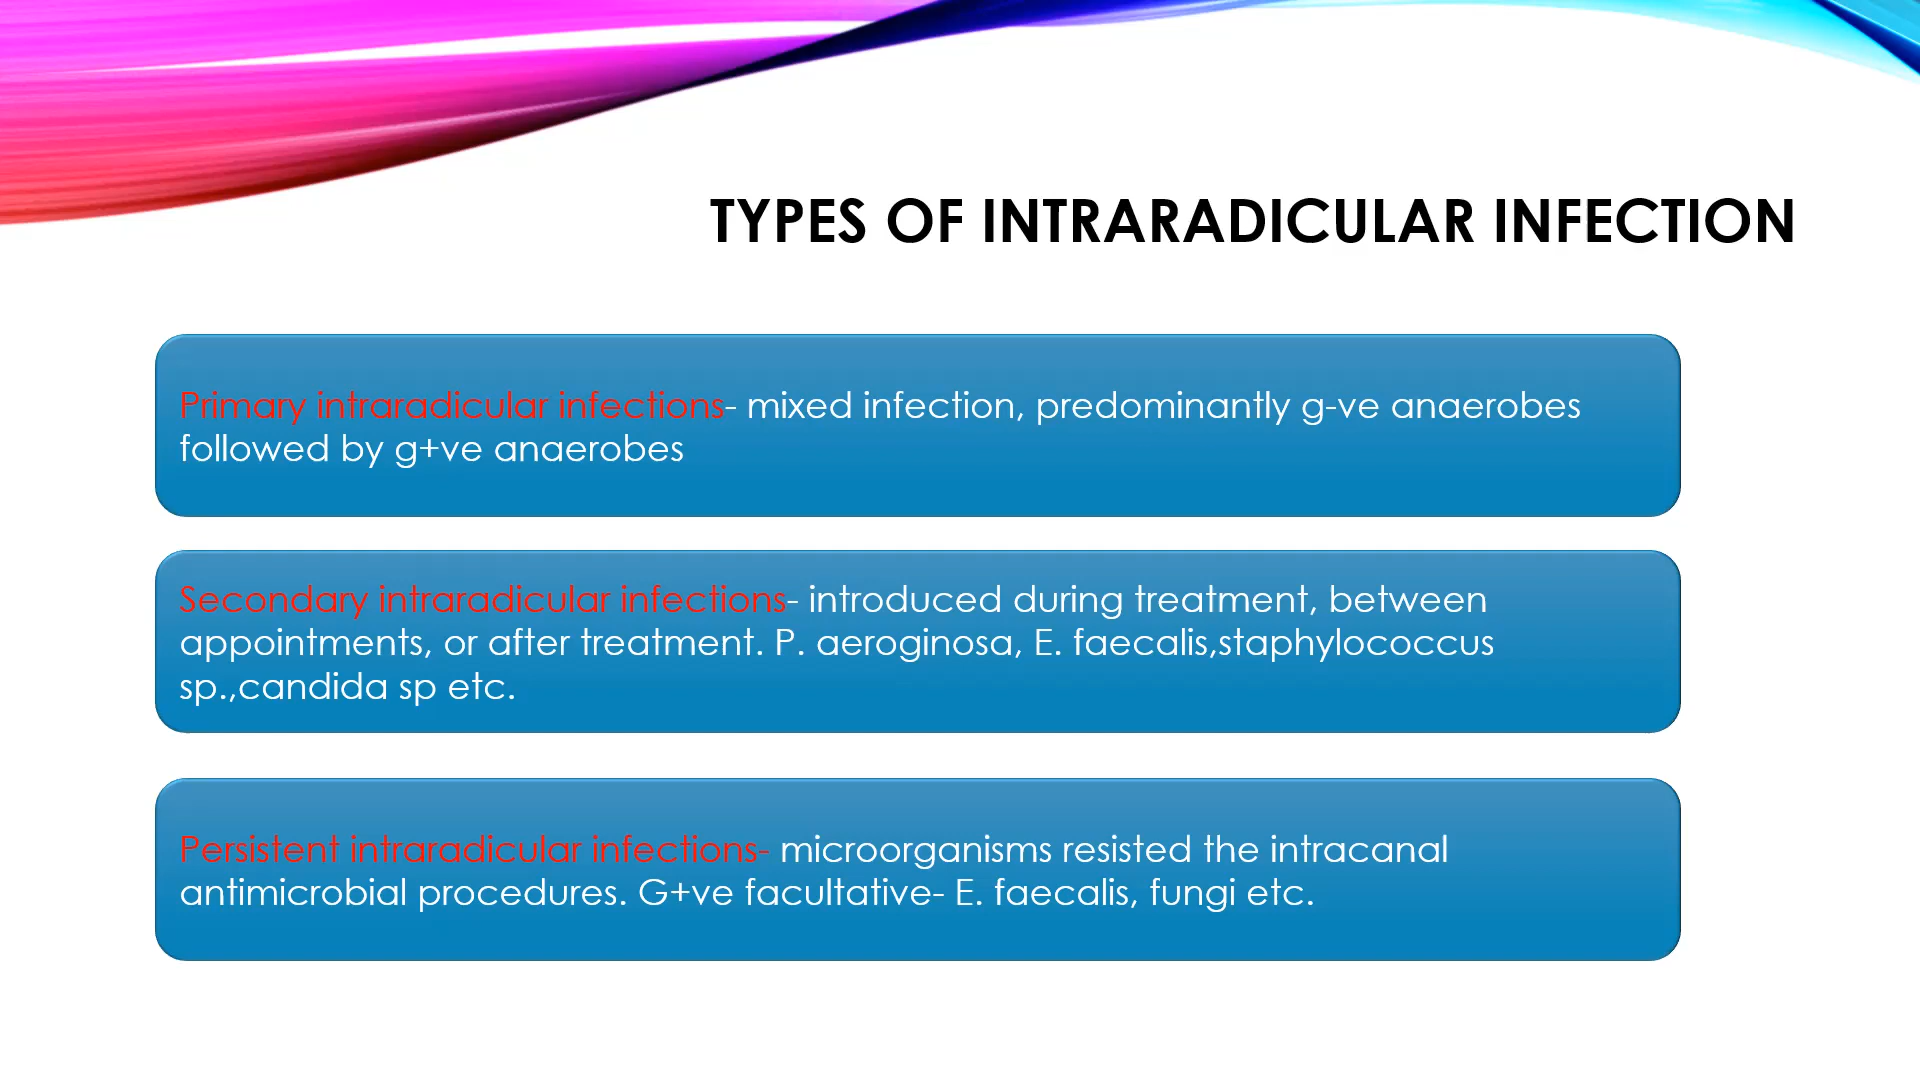 TYPES OF INTRARADICULAR INFECTION
Primary intraradicular infections- mixed infection, predominantly g-ve anaerobes
followed by g+ve anaerobes
Secondary intraradicular infections- introduced during treatment, between
appointments, or after treatment. P. aeroginosa, E. faecalis,staphylococcus
sp.,candida sp etc.
Persistent intraradicular infections- microorganisms resisted the intracanal
antimicrobial procedures. G+ve facultative- E. faecalis, fungi etc.